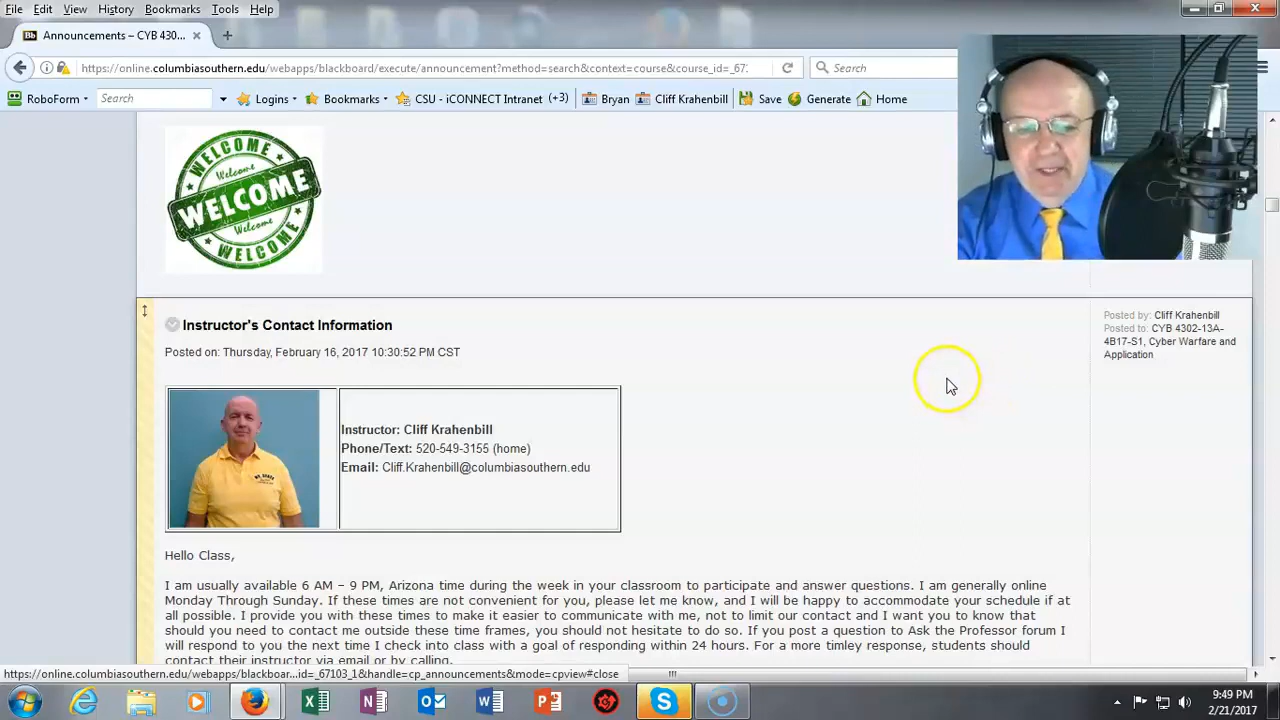 File Edit View History Bookmarks Tools Help
Bb Announcements – CYB 430...
https://online.columbiasouthern.edu/webapps/blackboard/execute/announcement
od=search&context=course&course_id=_67: Search
RoboForm Search Logins Bookmarks CSU - iCONNECT Intranet (+3) Bryan Cliff Krahenbill Save Generate Home
WELCOME
Welcome
WELCOME
Welcome
WELCOME
Instructor's Contact Information
Posted on: Thursday, February 16, 2017 10:30:52 PM CST
Posted by: Cliff Krahenbill
Posted to: CYB 4302-13A-
4B17-S1, Cyber Warfare and
Application
Instructor: Cliff Krahenbill
Phone/Text: 520-549-3155 (home)
Email: Cliff.Krahenbill@columbiasouthern.edu
Hello Class,
I am usually available 6 AM – 9 PM, Arizona time during the week in your classroom to participate and answer questions. I am generally online
Monday Through Sunday. If these times are not convenient for you, please let me know, and I will be happy to accommodate your schedule if at
all possible. I provide you with these times to make it easier to communicate with me, not to limit our contact and I want you to know that
should you need to contact me outside these time frames, you should not hesitate to do so. If you post a question to Ask the Professor forum I
will respond to you the next time I check into class with a goal of responding within 24 hours. For a more timley response, students should
contact their instructor via email or by calling.
https://online.columbiasouthern.edu/webapps/blackboar...id=_67103_1&handle=cp_announcements&mode=cpview#close
9:49 PM
2/21/2017